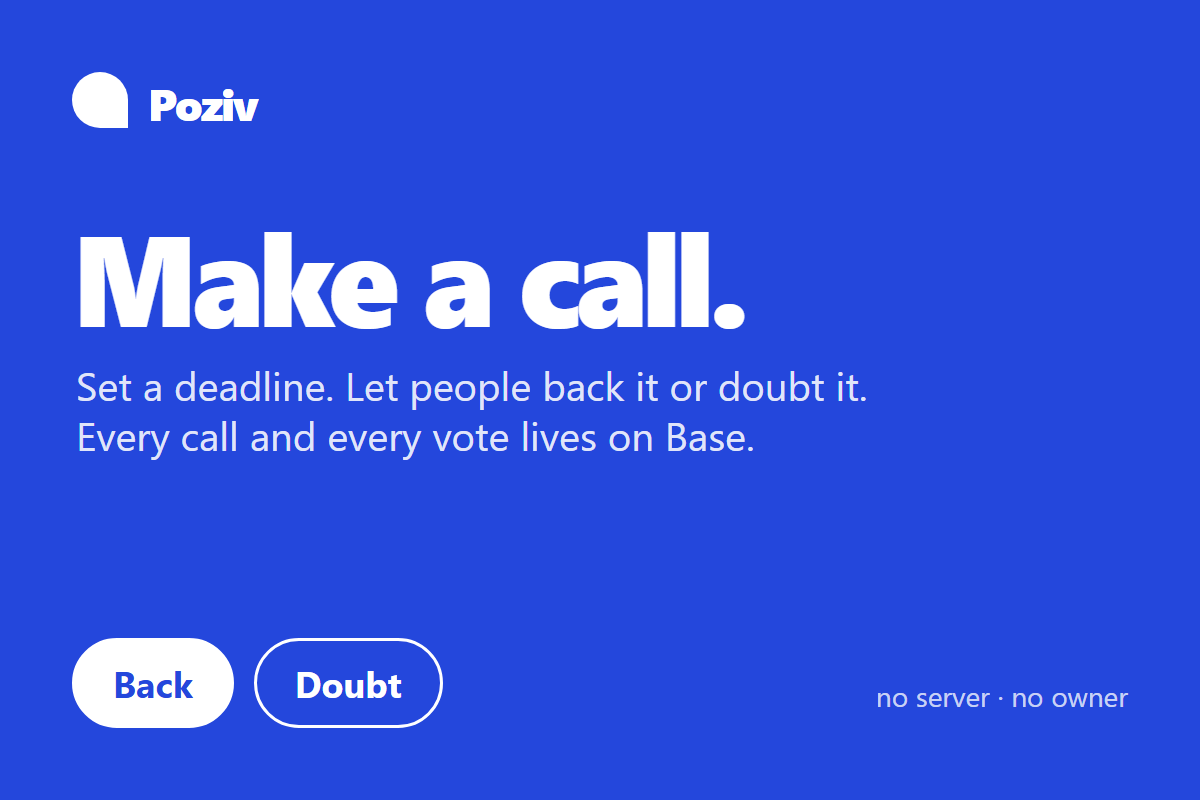 Poziv
Make a call.
Set a deadline. Let people back it or doubt it.
Every call and every vote lives on Base.
Back
Doubt
no server · no owner